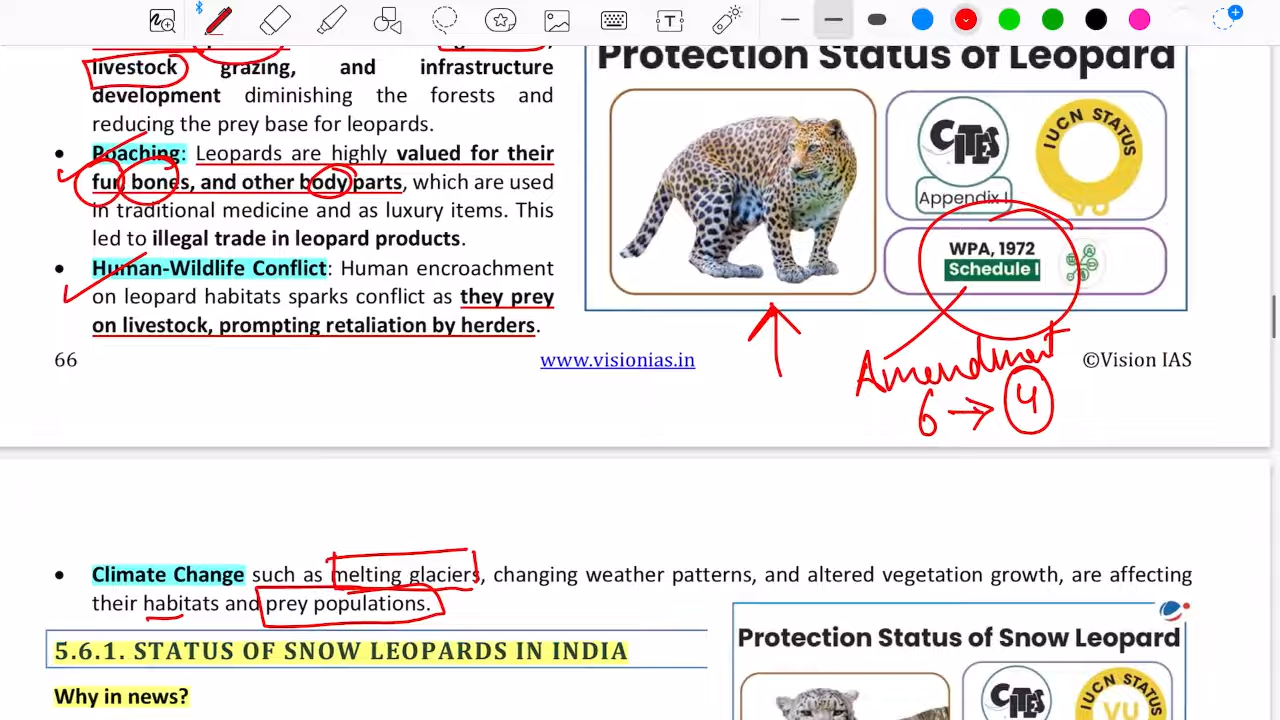 livestock grazing, and infrastructure
development diminishing the forests and
reducing the prey base for leopards.
• Poaching: Leopards are highly valued for their
fur, bones, and other body parts, which are used
in traditional medicine and as luxury items. This
led to illegal trade in leopard products.
• Human-Wildlife Conflict: Human encroachment
on leopard habitats sparks conflict as they prey
on livestock, prompting retaliation by herders.
Protection Status of Leopard
CITES
Appendix I
IUCN STATUS
VU
WPA, 1972
Schedule I
Amendment
6 → 4
66
www.visionias.in
©Vision IAS
• Climate Change such as melting glaciers, changing weather patterns, and altered vegetation growth, are affecting
their habitats and prey populations.
5.6.1. STATUS OF SNOW LEOPARDS IN INDIA
Why in news?
Protection Status of Snow Leopard
CITES
IUCN STATUS
VU